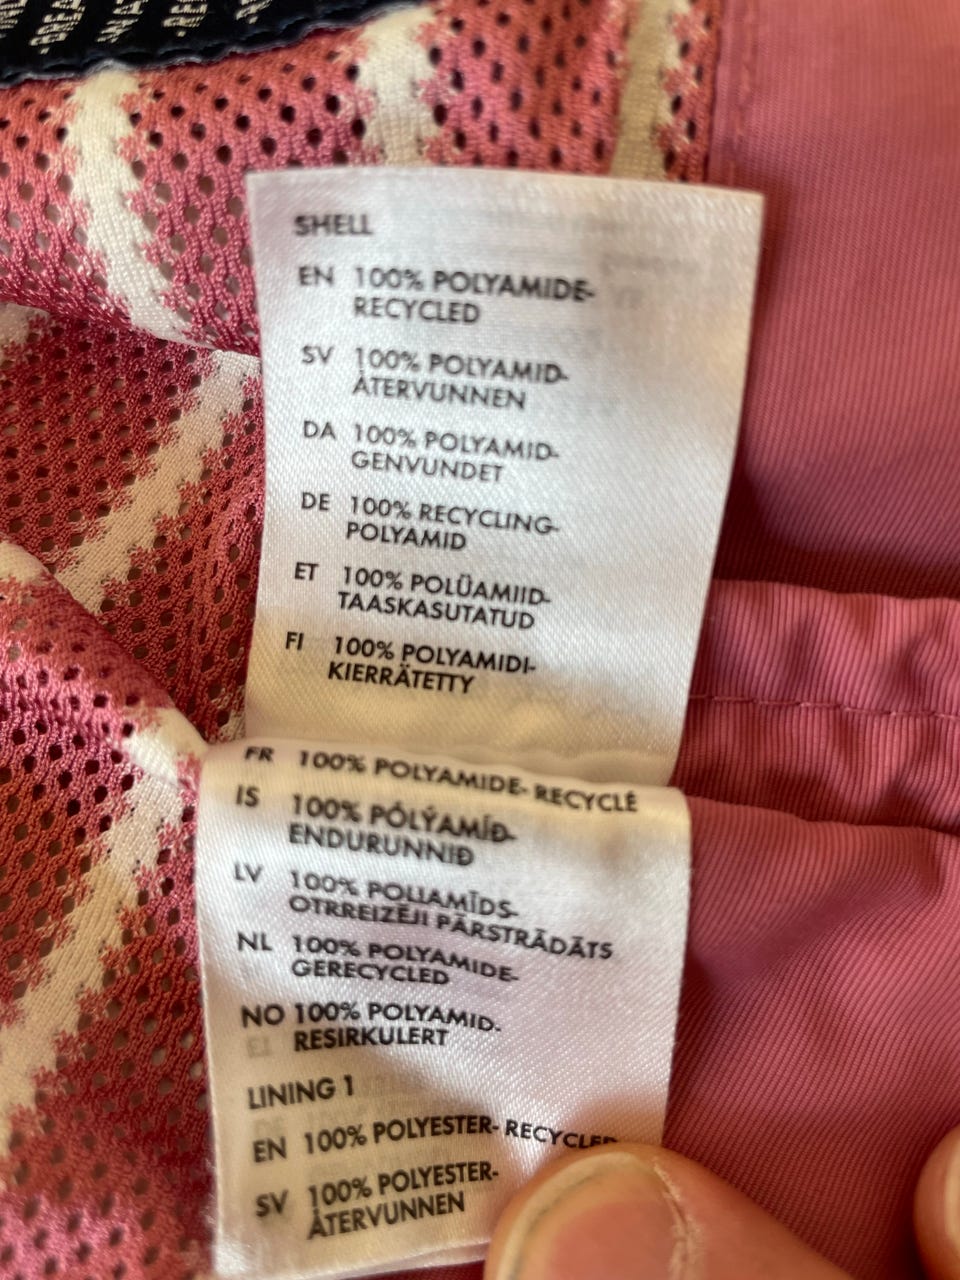 SHELL
EN 100% POLYAMIDE-
RECYCLED
SV 100% POLYAMID-
ÅTERVUNNEN
DA 100% POLYAMID-
GENVUNDET
DE 100% RECYCLING-
POLYAMID
ET 100% POLÜAMIID-
TAASKASUTATUD
FI 100% POLYAMIDI-
KIERRÄTETTY
FR 100% POLYAMIDE- RECYCLÉ
IS 100% PÓLÝAMÍÐ-
ENDURUNNIÐ
LV 100% POLIAMĪDS-
OTRREIZĒJI PĀRSTRĀDĀTS
NL 100% POLYAMIDE-
GERECYCLED
NO 100% POLYAMID-
RESIRKULERT
LINING 1
EN 100% POLYESTER- RECYCLED
SV 100% POLYESTER-
ÅTERVUNNEN